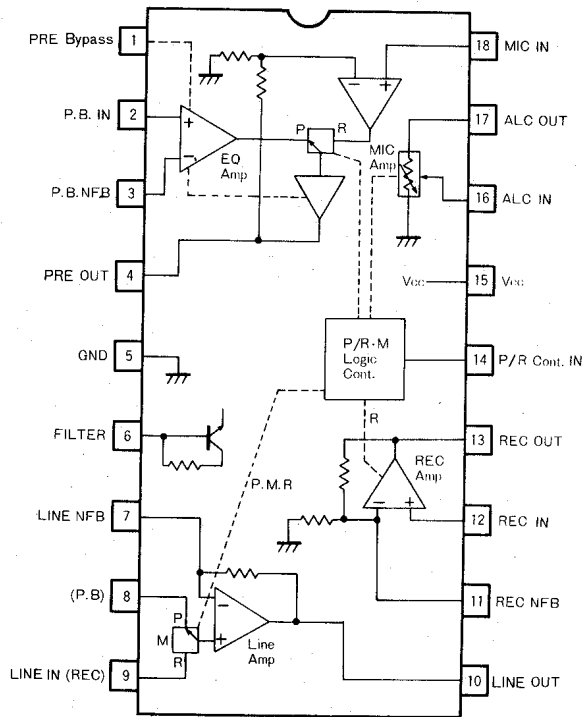 PRE Bypass 1
P.B. IN 2
P.B.NFB 3
PRE OUT 4
GND 5
FILTER 6
LINE NFB 7
(P.B) 8
LINE IN (REC) 9
18 MIC IN
17 ALC OUT
16 ALC IN
Vcc 15 Vcc
14 P/R Cont. IN
13 REC OUT
12 REC IN
11 REC NFB
10 LINE OUT
+
−
EQ
Amp
P R
− +
MIC
Amp
P/R·M
Logic
Cont.
R
P.M.R
REC
Amp
− +
P
M
R
−
+
Line
Amp